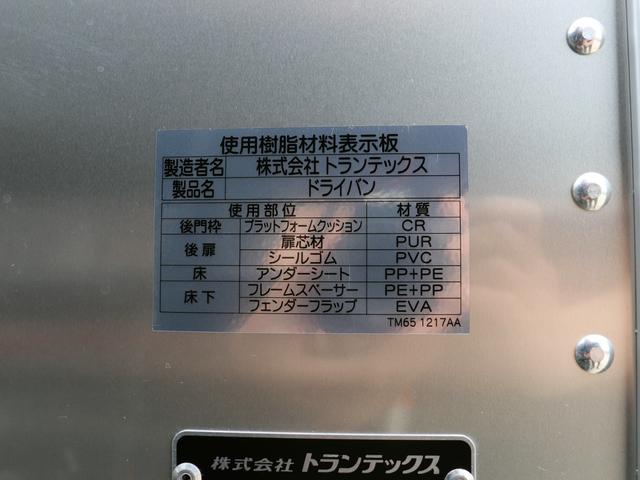 使用樹脂材料表示板
製造者名 株式会社トランテックス
製品名 ドライバン
使用部位 材質
後門枠 プラットフォームクッション CR
後扉 扉芯材 PUR
シールゴム PVC
床 アンダーシート PP+PE
床下 フレームスペーサー PE+PP
フェンダーフラップ EVA
TM65 1217AA
株式会社 トランテックス